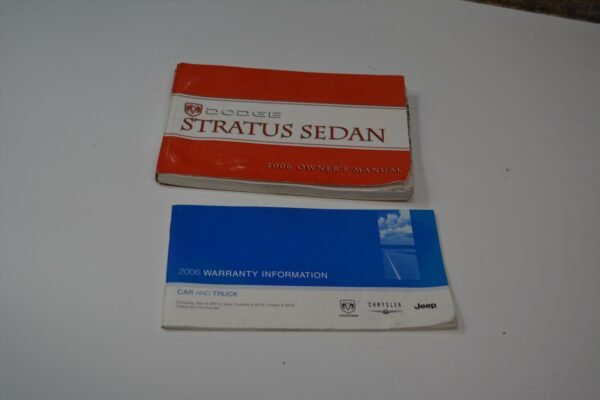 DODGE
STRATUS SEDAN
2006 OWNER'S MANUAL
2006 WARRANTY INFORMATION
CAR AND TRUCK
DODGE CHRYSLER Jeep